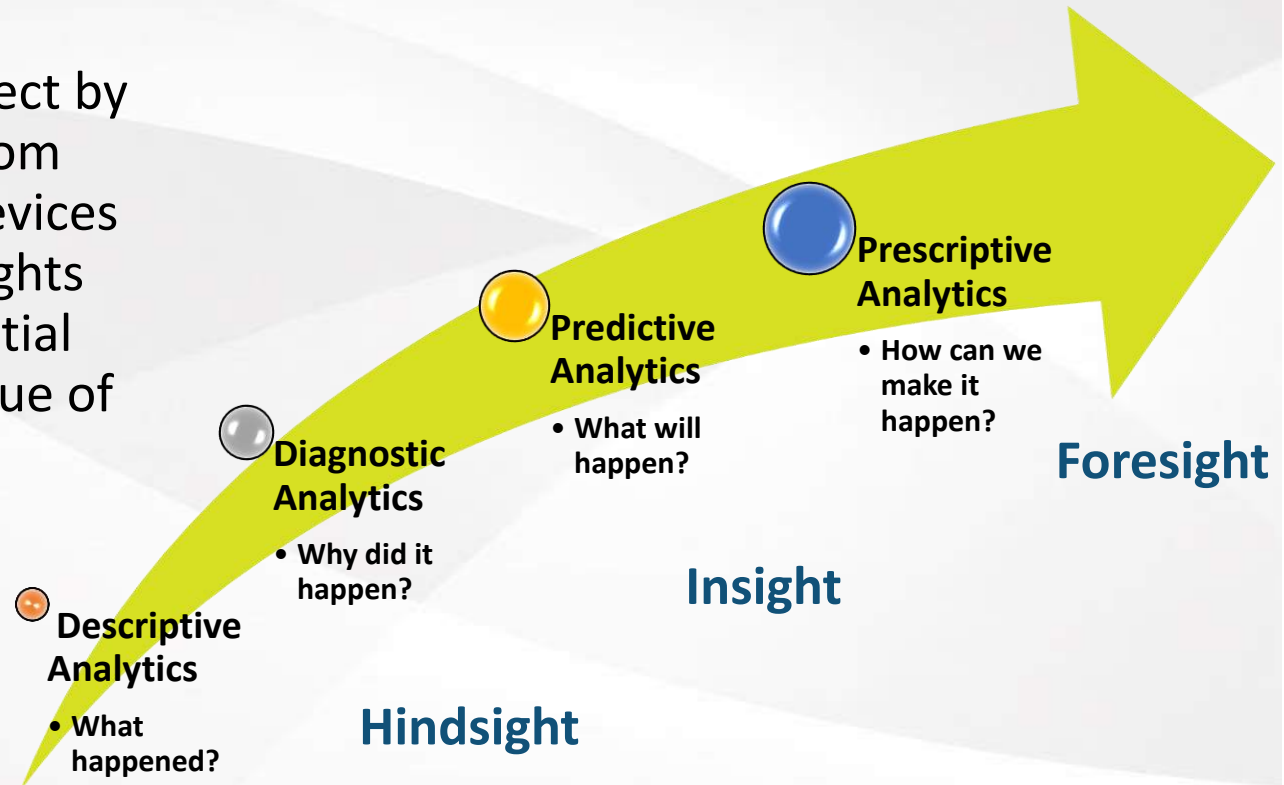 ect by
om
evices
ghts
tial
ue of
Descriptive
Analytics
• What
happened?
Diagnostic
Analytics
• Why did it
happen?
Predictive
Analytics
• What will
happen?
Prescriptive
Analytics
• How can we
make it
happen?
Hindsight
Insight
Foresight